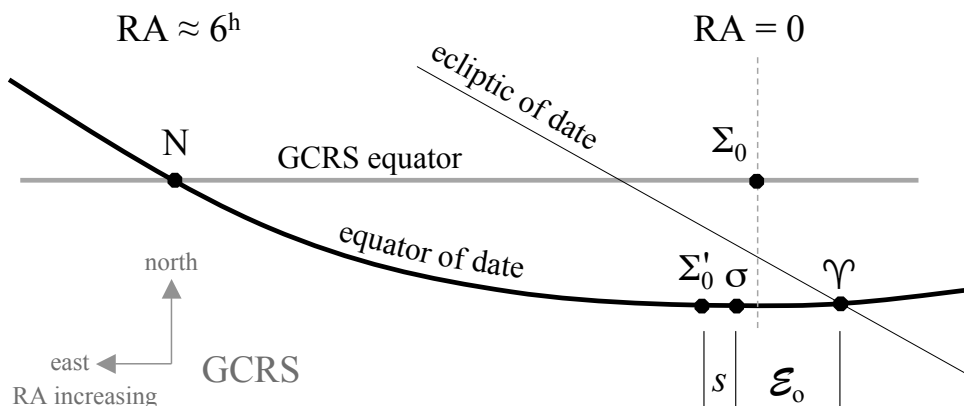 RA ≈ 6ʰ
RA = 0
ecliptic of date
N
GCRS equator
Σ₀
equator of date
Σ₀'
σ
♈
north
east
RA increasing
GCRS
s
ℰₒ